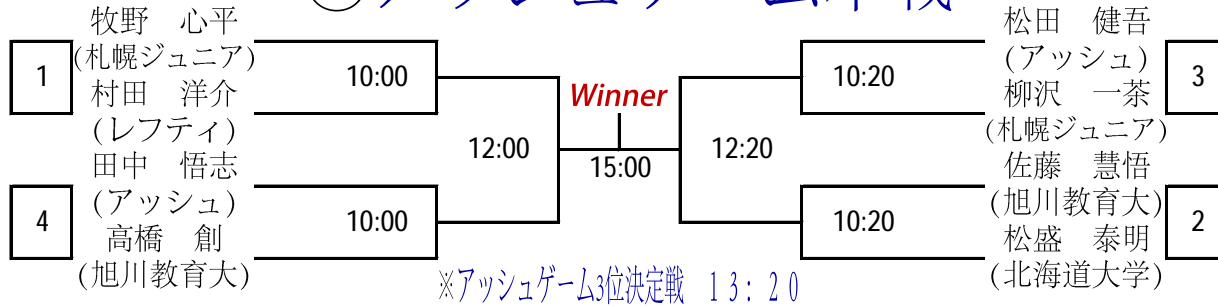 牧野 心平
(札幌ジュニア)
村田 洋介
(レフティ)
田中 悟志
(アッシュ)
高橋 創
(旭川教育大)
1
4
10:00
10:00
12:00
Winner
15:00
12:20
10:20
10:20
松田 健吾
(アッシュ)
柳沢 一茶
(札幌ジュニア)
佐藤 慧悟
(旭川教育大)
松盛 泰明
(北海道大学)
3
2
※アッシュゲーム3位決定戦 13:20